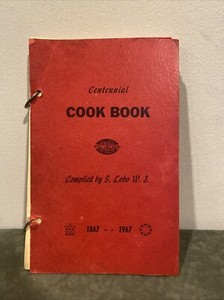 Centennial
COOK BOOK
Compiled by S. Lobo W. I.
1867 - - 1967